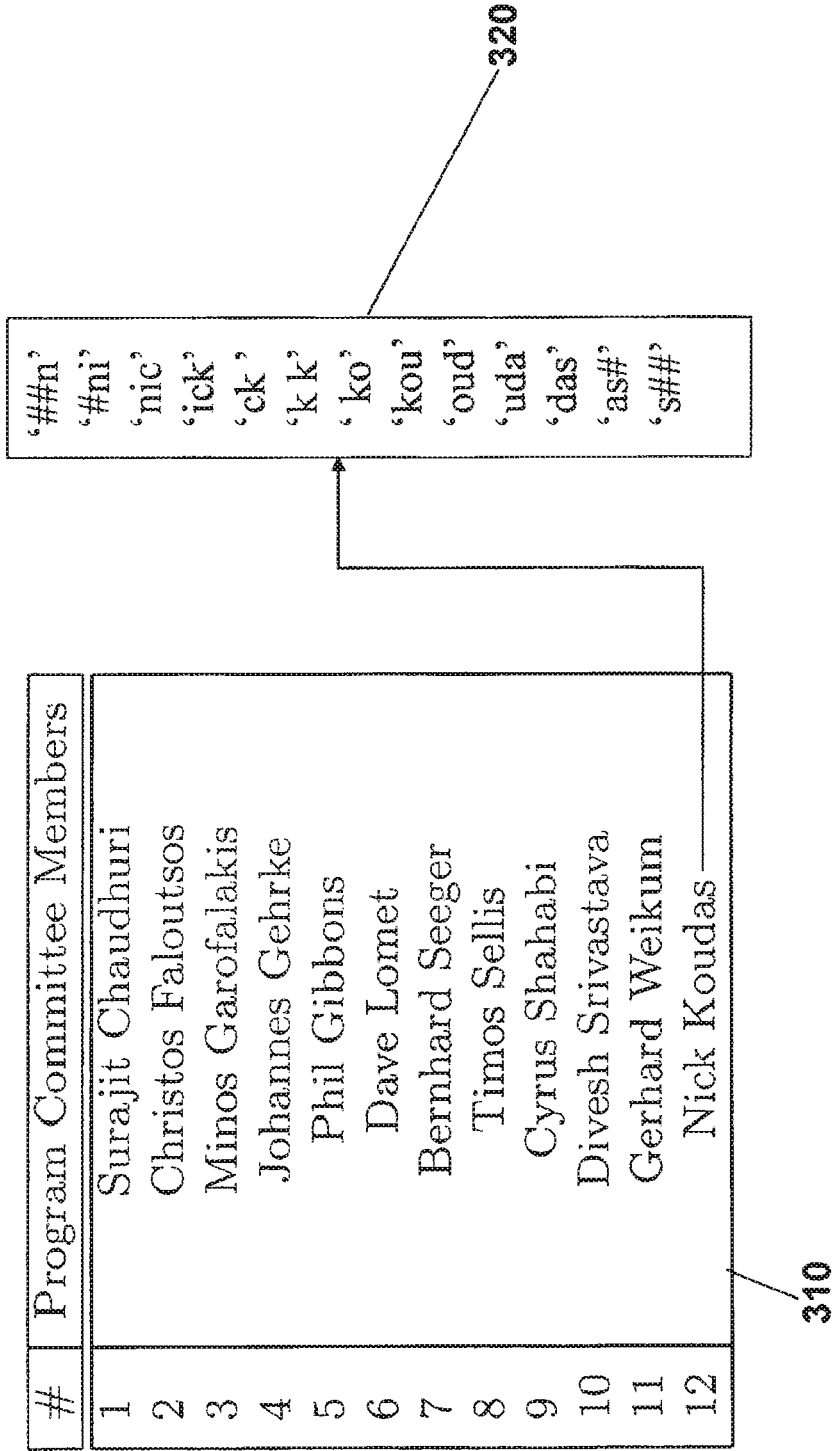 # Program Committee Members
1 Surajit Chaudhuri
2 Christos Faloutsos
3 Minos Garofalakis
4 Johannes Gehrke
5 Phil Gibbons
6 Dave Lomet
7 Bernhard Seeger
8 Timos Sellis
9 Cyrus Shahabi
10 Divesh Srivastava
11 Gerhard Weikum
12 Nick Koudas
310
‘##n’
‘#ni’
‘nic’
‘ick’
‘ck ’
‘k k’
‘ ko’
‘kou’
‘oud’
‘uda’
‘das’
‘as#’
‘s##’
320